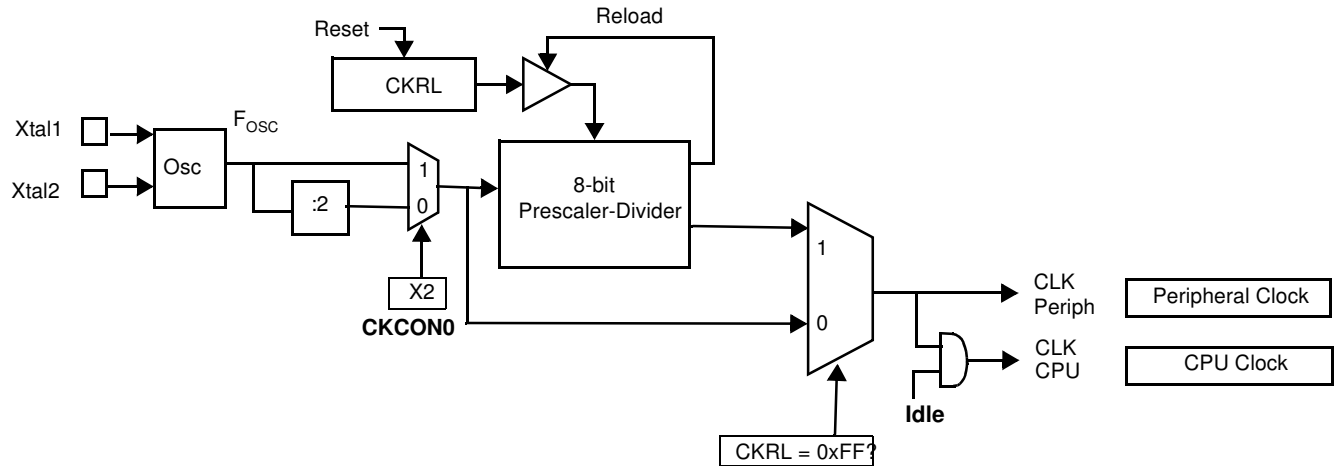 Reload
Reset
CKRL
Xtal1
F_OSC
Osc
1
8-bit
:2
Xtal2
0
Prescaler-Divider
1
X2
CLK
Periph
Peripheral Clock
CKCON0
0
CLK
CPU
CPU Clock
Idle
CKRL = 0xFF?